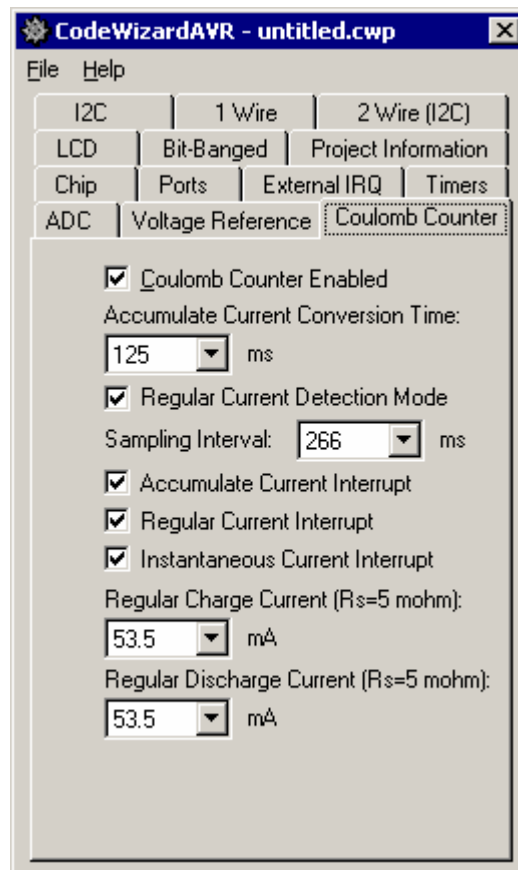 CodeWizardAVR - untitled.cwp
File Help
I2C 1 Wire 2 Wire (I2C)
LCD Bit-Banged Project Information
Chip Ports External IRQ Timers
ADC Voltage Reference Coulomb Counter
Coulomb Counter Enabled
Accumulate Current Conversion Time:
125 ms
Regular Current Detection Mode
Sampling Interval: 266 ms
Accumulate Current Interrupt
Regular Current Interrupt
Instantaneous Current Interrupt
Regular Charge Current (Rs=5 mohm):
53.5 mA
Regular Discharge Current (Rs=5 mohm):
53.5 mA